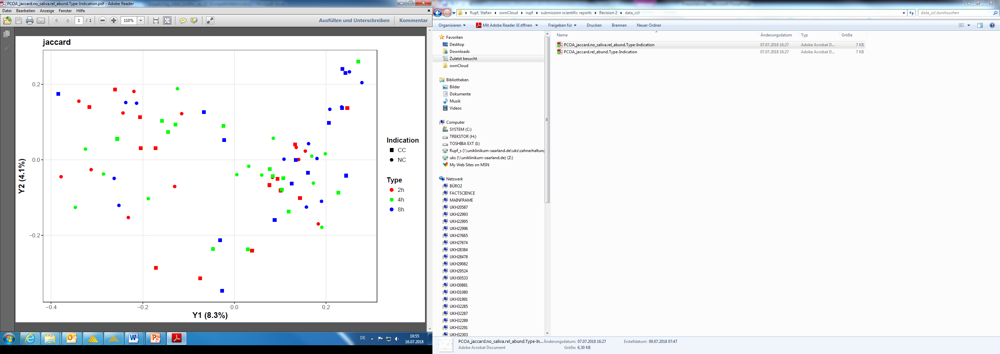 PCOA_jaccard.no_saliva.rel_abund.Type-Indication.pdf - Adobe Reader
Datei Bearbeiten Anzeige Fenster Hilfe
1 / 1 110% Ausfüllen und Unterschreiben Kommentar
jaccard
0.2
0.0
−0.2
Y2 (4.1%)
−0.4 −0.2 0.0 0.2
Y1 (8.3%)
Indication
CC
NC
Type
2h
4h
8h
DE
10:55
16.07.2018
Rupf, Stefan ownCloud rupf submission scientific reports Revision 2 data_ccl
data_ccl durchsuchen
Organisieren Mit Adobe Reader XI öffnen Freigeben für Drucken Brennen Neuer Ordner
Favoriten
Desktop
Downloads
Zuletzt besucht
ownCloud
Bibliotheken
Bilder
Dokumente
Musik
Videos
Computer
SYSTEM (C:)
TREKSTOR (H:)
TOSHIBA EXT (I:)
Rupf_s (\\uniklinikum-saarland.de\uks\zahnerhaltung
uks (\\uniklinikum-saarland.de) (Z:)
My Web Sites on MSN
Netzwerk
BÜRO2
FACTSCIENCE
MAINFRAME
UKH20587
UKH22993
UKH22995
UKH22996
UKH27665
UKH27674
UKH28384
UKH28478
UKH29082
UKH29524
UKH30533
UKH30881
UKH31080
UKH31991
UKH32285
UKH32287
UKH32289
UKH32291
UKH32303
Name Änderungsdatum Typ Größe
PCOA_jaccard.no_saliva.rel_abund.Type-Indication 07.07.2018 16:27 Adobe Acrobat D... 7 KB
PCOA_jaccard.rel_abund.Type-Indication 07.07.2018 16:27 Adobe Acrobat D... 7 KB
PCOA_jaccard.no_saliva.rel_abund.Type-In... Änderungsdatum: 07.07.2018 16:27 Erstelldatum: 09.07.2018 07:47
Adobe Acrobat Document Größe: 6,30 KB